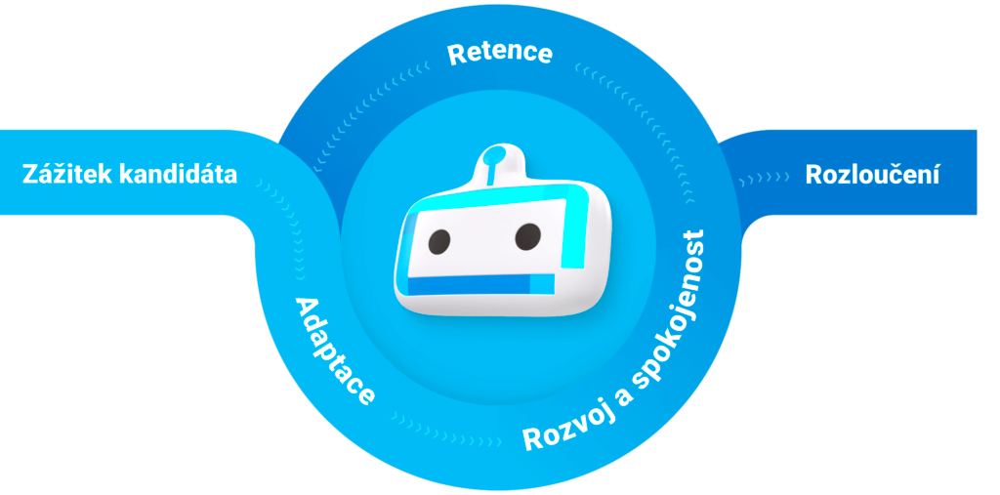 Zážitek kandidáta
Adaptace
Rozvoj a spokojenost
Retence
Rozloučení